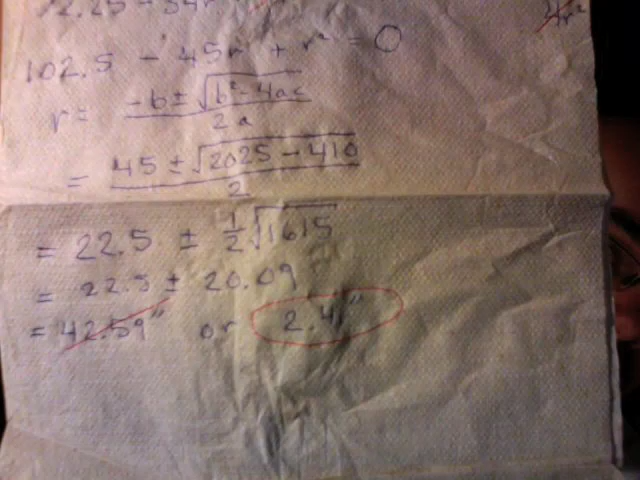 102.5 - 45r + r² = 0
r = -b ± √b² - 4ac / 2a
= 45 ± √2025 - 410 / 2
= 22.5 ± 1/2 √1615
= 22.5 ± 20.09
= 42.59" or 2.41"